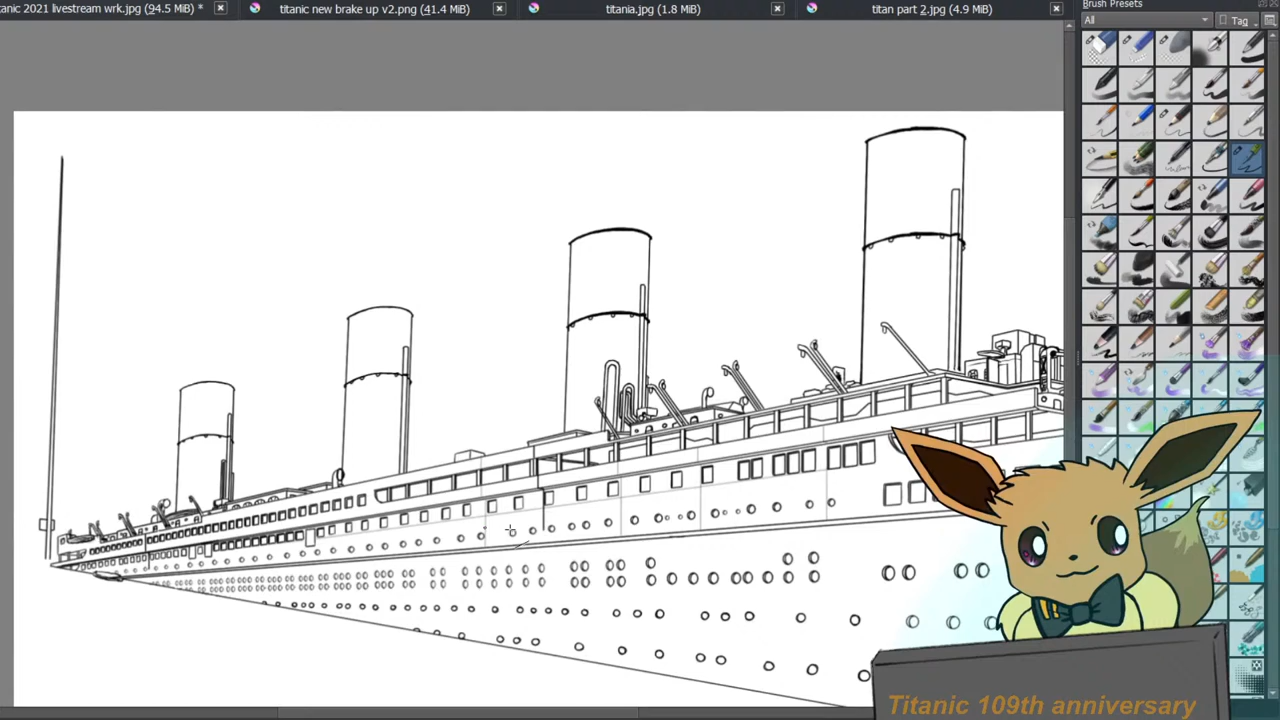 tanic 2021 livestream wrk.jpg (94.5 MiB) * titanic new brake up v2.png (41.4 MiB) titania.jpg (1.8 MiB) titan part 2.jpg (4.9 MiB) Brush Presets
All Tag
Titanic 109th anniversary